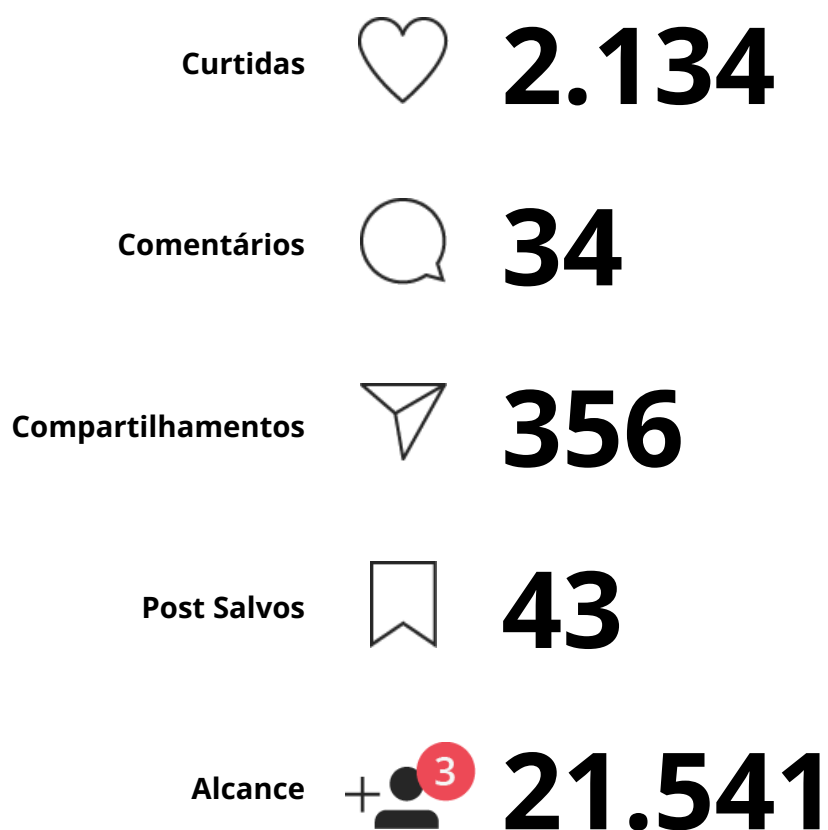 Curtidas 2.134
Comentários 34
Compartilhamentos 356
Post Salvos 43
Alcance 3 21.541